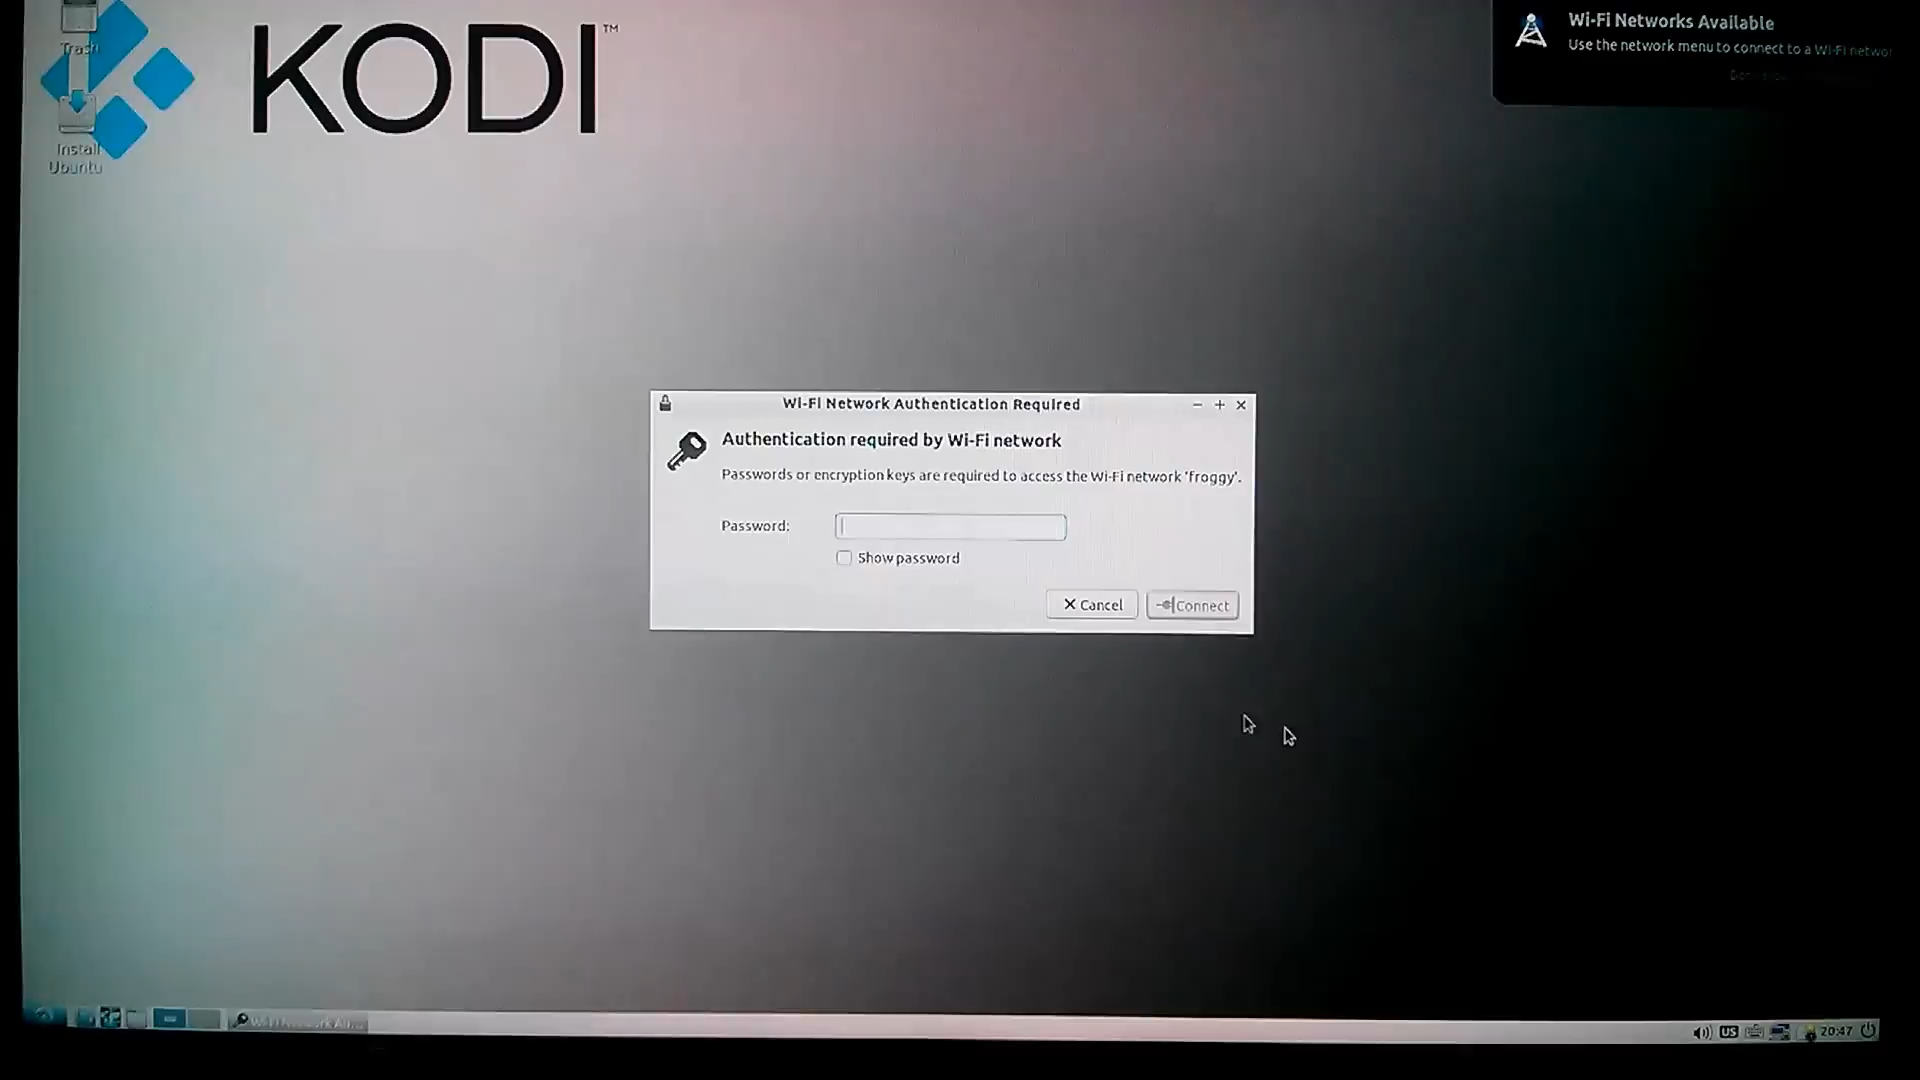 Trash
KODI™
Install
Ubuntu
Wi-Fi Networks Available
Use the network menu to connect to a Wi-Fi networ
Wi-Fi Network Authentication Required
Authentication required by Wi-Fi network
Passwords or encryption keys are required to access the Wi-Fi network 'froggy'.
Password:
Show password
Cancel
Connect
US
20:47